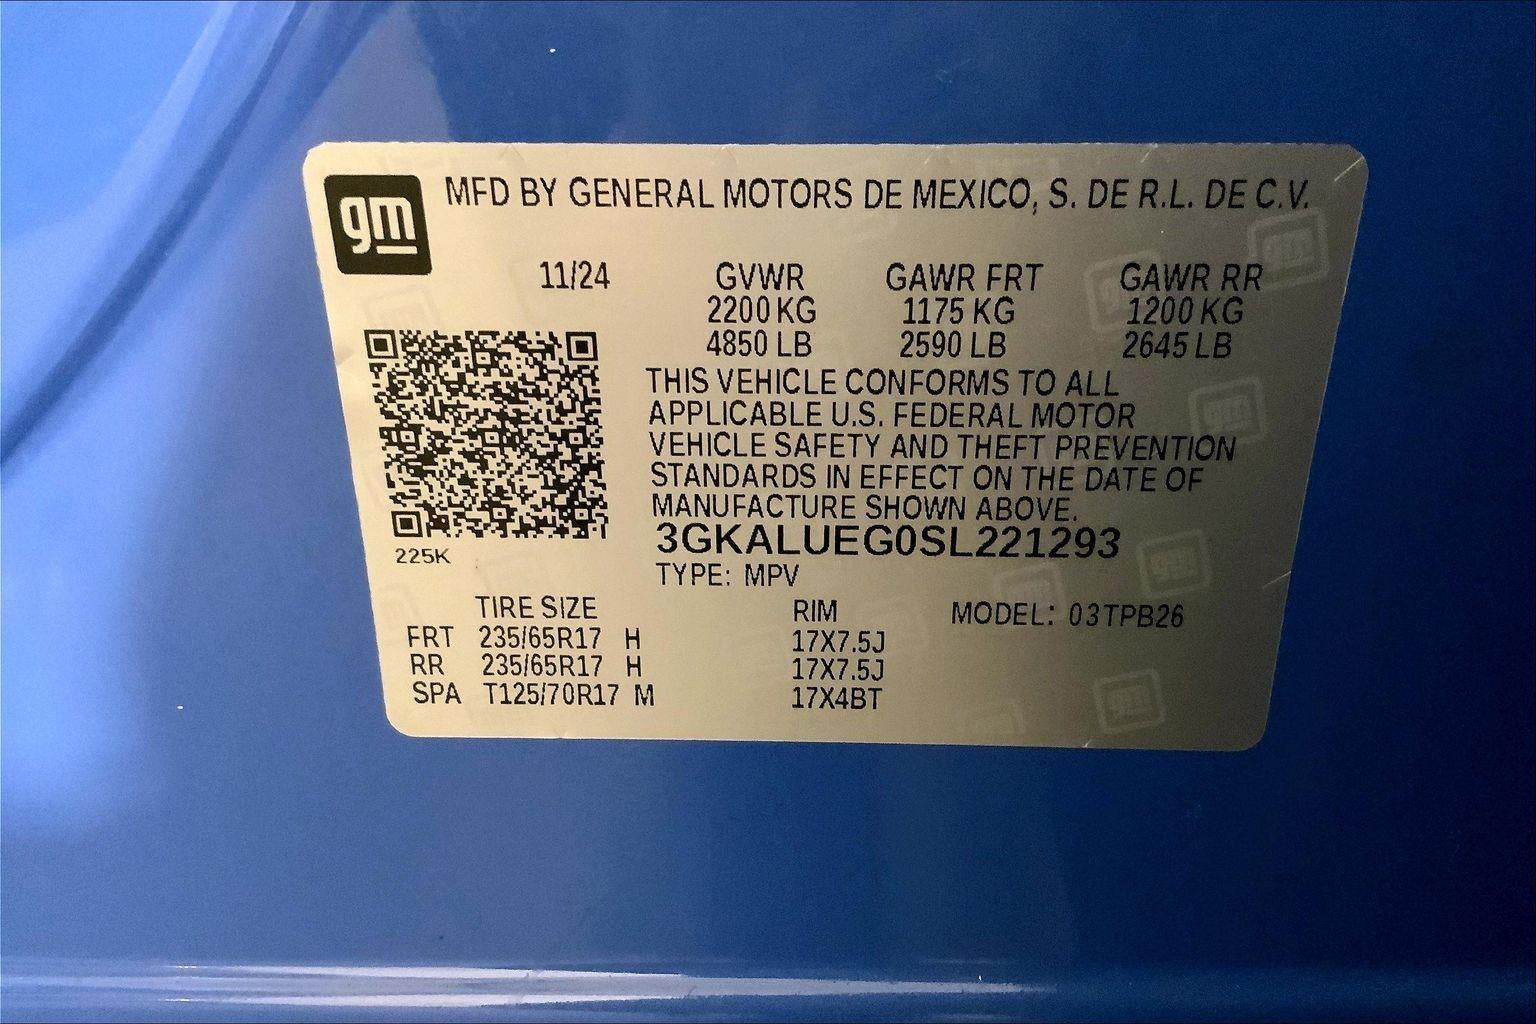 gm MFD BY GENERAL MOTORS DE MEXICO, S. DE R.L. DE C.V.
11/24 GVWR GAWR FRT GAWR RR
2200 KG 1175 KG 1200 KG
4850 LB 2590 LB 2645 LB
THIS VEHICLE CONFORMS TO ALL
APPLICABLE U.S. FEDERAL MOTOR
VEHICLE SAFETY AND THEFT PREVENTION
STANDARDS IN EFFECT ON THE DATE OF
MANUFACTURE SHOWN ABOVE.
3GKALUEG0SL221293
225K
TYPE: MPV
TIRE SIZE RIM MODEL: 03TPB26
FRT 235/65R17 H 17X7.5J
RR 235/65R17 H 17X7.5J
SPA T125/70R17 M 17X4BT